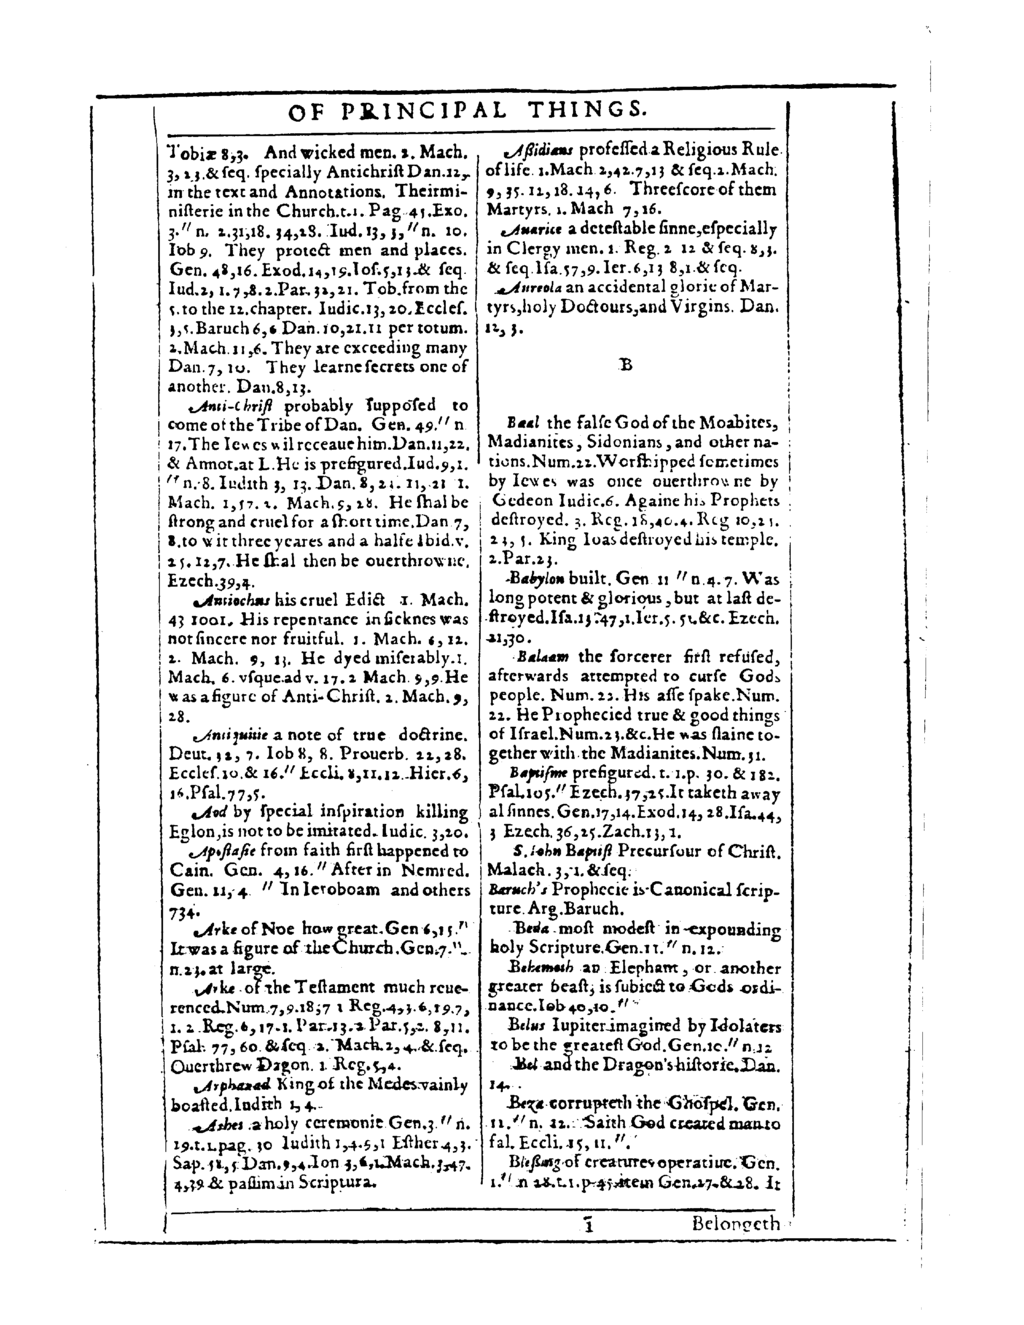 OF PRINCIPAL THINGS.
Tobiæ 8,3. And wicked men. 2. Mach.
3, 23.& ſeq. ſpecially Antichriſt Dan.12,
in the text and Annotations. Their mi-
niſterie in the Church.t.1. Pag. 41.Exo.
3." n. 2.32,18. 34,28. Iud. 13, 3," n. 10.
Iob 9. They protect men and places.
Gen. 48,16. Exod.14,19.Ioſ.5,13.& ſeq.
Iud.2, 1.7,8.2.Par. 32,21. Tob.from the
5.to the 12.chapter. Iudic.13, 20.Eccleſ.
5,5.Baruch 6,6 Dan.10,21.11 per totum.
2.Mach.11,6. They are exceeding many
Dan.7, 10. They learne ſecrets one of
another. Dan.8,13.
Anti-Chriſt probably ſuppoſed to
come of the Tribe of Dan. Gen. 49." n
17.The Iewes wil receaue him.Dan.11,22.
& Annot.at L.He is prefigured.Iud.9,1.
" n.8. Iudith 3, 13. Dan.8, 21. 11, 21 1.
Mach. 1,57. 2. Mach.5, 28. He ſhal be
ſtrong and cruel for a ſhort time.Dan 7,
8.to wit three yeares and a halfe Ibid.v.
25.12,7.He ſhal then be ouerthrowne.
Ezech.39,4.
Antiochus his cruel Edict 1. Mach.
43 1001. His repentance in ſicknes was
not ſincere nor fruitful. 1. Mach. 6, 12.
2. Mach. 9, 13. He dyed miſerably.1.
Mach. 6. vſque.ad v. 17.2 Mach. 9,9.He
was a figure of Anti-Chriſt. 2. Mach.9,
28.
Antiquitie a note of true doctrine.
Deut. 32, 7. Iob 8, 8. Prouerb. 22,28.
Eccleſ.10.& 16." Eccli. 8,11.12. Hier.6,
16.Pſal.77,5.
Aod by ſpecial inſpiration killing
Eglon,is not to be imitated. Iudic. 3,20.
Apoſtaſie from faith firſt happened to
Cain. Gen. 4,16. " After in Nemred.
Gen. 11, 4 " In Ieroboam and others
734.
Arke of Noe how great.Gen 6,15."
It was a figure of the Church.Gen.7."
n.23.at large.
Arke of the Teſtament much reue-
renced.Num.7,9.18,7 1 Reg.4,3.6,19.7,
1. 2.Reg.6,17.1. Par.13.2 Par.5,2. 8,11.
Pſal. 77, 60. & ſeq. 2. Mach.2,4.& ſeq.
Ouerthrew Dagon. 1 Reg.5,4.
Arphaxad King of the Medes vainly
boaſted.Iudith 1, 4.
Ashes a holy ceremonie Gen.3." n.
19.t.1.pag. 30 Iudith 1,4.5,1 Eſther 4,3.
Sap. 58,5.Dan.9,4.Ion 3,6,1.Mach.3,47.
4,39 & paſſim in Scriptura.
Aſſidians profeſſed a Religious Rule
of life. 1.Mach 2,42.7,13 & ſeq.2.Mach.
9, 35. 11,18.14, 6. Threeſcore of them
Martyrs. 1. Mach 7,16.
Auarice a deteſtable ſinne,eſpecially
in Clergy men. 1. Reg. 2 12 & ſeq. 8,3.
& ſeq.Iſa.57,9.Ier.6,13 8,1.& ſeq.
Aureola an accidental glorie of Mar-
tyrs,holy Doctours,and Virgins. Dan.
12, 3.
B
Baal the falſe God of the Moabites,
Madianites, Sidonians, and other na-
tions.Num.22.Worſhipped ſometimes
by Iewes was once ouerthrowne by
Gedeon Iudic.6. Againe his Prophets
deſtroyed. 3. Reg. 18,40.4. Reg 10,25.
23, 5. King Ioas deſtroyed his temple.
2.Par.23.
Babylon built. Gen 11 " n.4. 7. Was
long potent & glorious, but at laſt de-
ſtroyed.Iſa.13 47,1.Ier.5. 51.&c. Ezech.
21,30.
Balaam the ſorcerer firſt refuſed,
afterwards attempted to curſe Gods
people. Num. 22. His aſſe ſpake.Num.
22. He Prophecied true & good things
of Iſrael.Num.23.&c.He was ſlaine to-
gether with the Madianites.Num.31.
Baptiſme prefigured. t. 1.p. 30. & 182.
Pſal.105." Ezech.37,25.It taketh away
al ſinnes. Gen.17,14.Exod.14, 28.Iſa.44,
3 Ezech.36,25.Zach.13, 1.
S. Iohn Baptiſt Precurſour of Chriſt.
Malach. 3, 1. & ſeq.
Baruch's Prophecie is Canonical ſcrip-
ture. Arg.Baruch.
Beda moſt modeſt in expounding
holy Scripture.Gen.11." n. 12.
Behemoth an Elephant, or another
greater beaſt, is ſubiect to Gods ordi-
nance.Iob 40,10."
Belus Iupiter imagined by Idolaters
to be the greateſt God.Gen.10." n.12
Bel and the Dragon's hiſtorie.Dan.
14.
Beza corrupteth the Ghoſpel. Gen.
11." n. 12. Saith God created man to
fal. Eccli.15, 11."
Bleſſing of creatures operatiue. Gen.
1." n 28.t.1.p.45.item Gen.27.&28. It
1 Belongeth